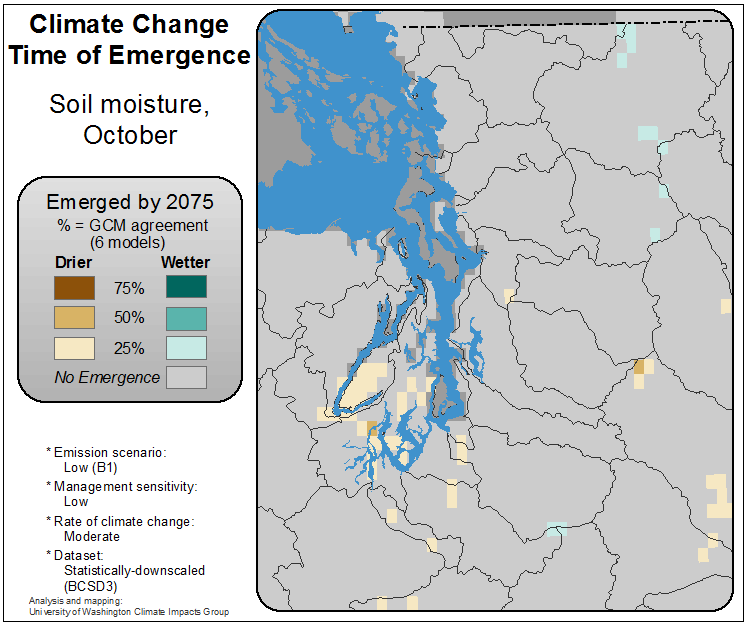 Climate Change
Time of Emergence
Soil moisture,
October
Emerged by 2075
% = GCM agreement
(6 models)
Drier Wetter
75%
50%
25%
No Emergence
* Emission scenario:
Low (B1)
* Management sensitivity:
Low
* Rate of climate change:
Moderate
* Dataset:
Statistically-downscaled
(BCSD3)
Analysis and mapping:
University of Washington Climate Impacts Group